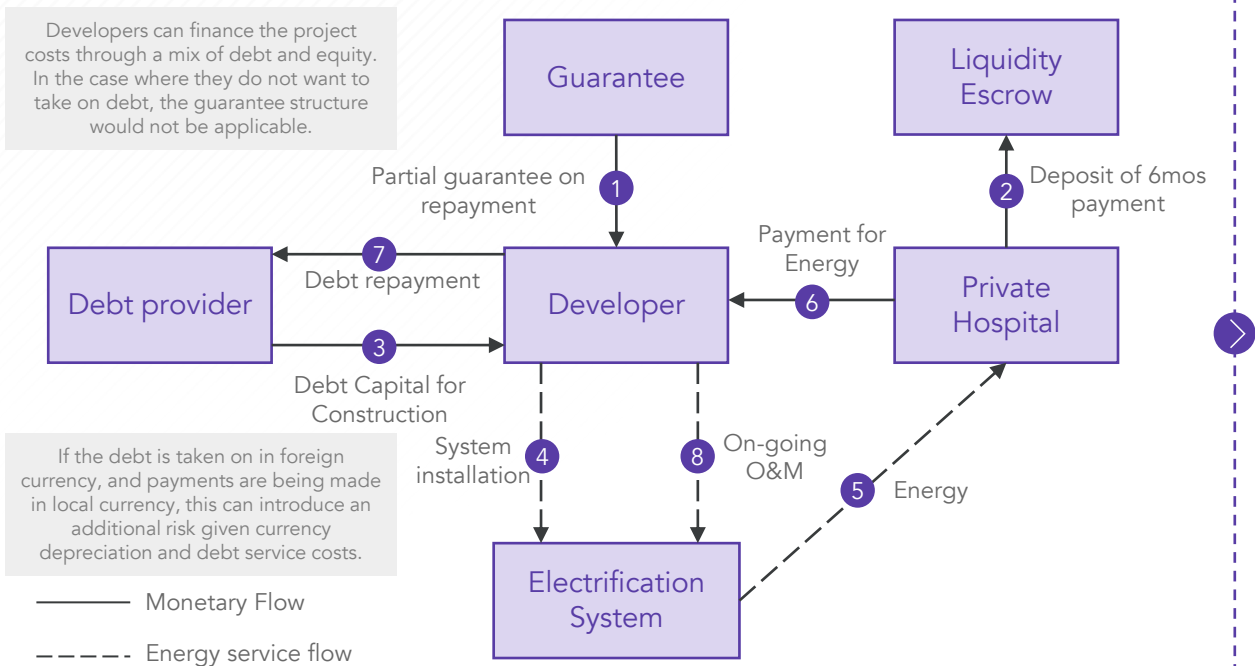 Developers can finance the project
costs through a mix of debt and equity.
In the case where they do not want to
take on debt, the guarantee structure
would not be applicable.
Guarantee
Liquidity
Escrow
Partial guarantee on
repayment
1
2
Deposit of 6mos
payment
Payment for
Energy
7
Debt repayment
Debt provider
Developer
6
Private
Hospital
3
Debt Capital for
Construction
System
installation
4
8
On-going
O&M
5
Energy
If the debt is taken on in foreign
currency, and payments are being made
in local currency, this can introduce an
additional risk given currency
depreciation and debt service costs.
Electrification
System
Monetary Flow
Energy service flow